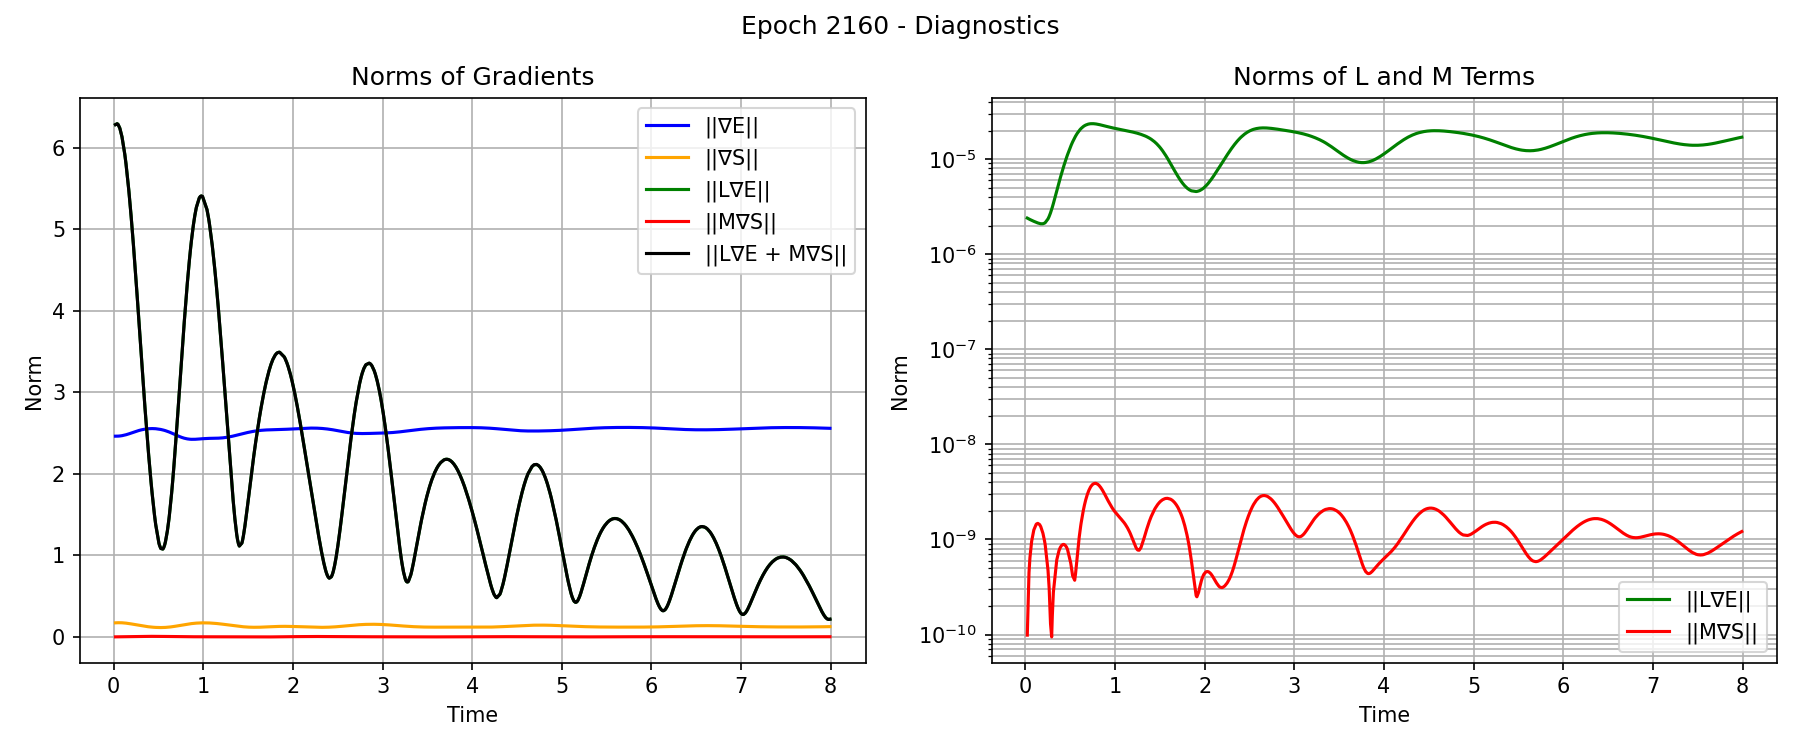 Epoch 2160 - Diagnostics
Norms of Gradients
Norm
6
5
4
3
2
1
0
||∇E||
||∇S||
||L∇E||
||M∇S||
||L∇E + M∇S||
0 1 2 3 4 5 6 7 8
Time
Norms of L and M Terms
Norm
10⁻⁵
10⁻⁶
10⁻⁷
10⁻⁸
10⁻⁹
10⁻¹⁰
||L∇E||
||M∇S||
0 1 2 3 4 5 6 7 8
Time